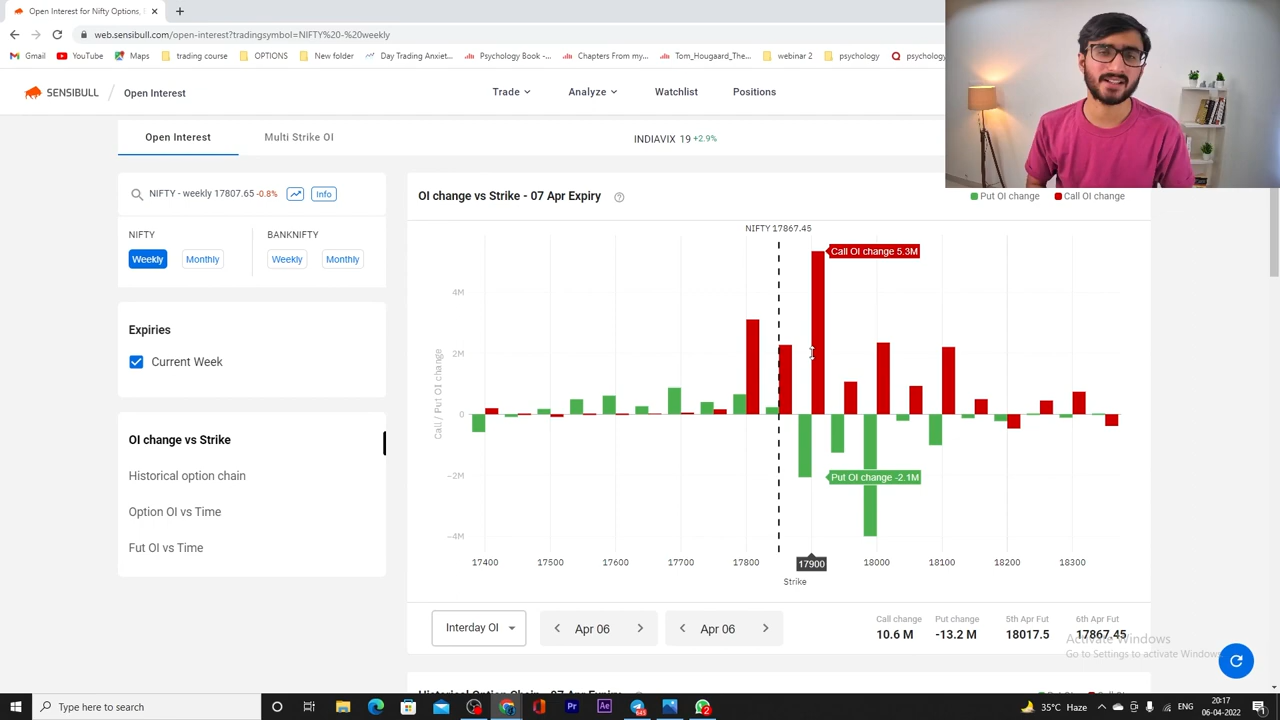 Open Interest for Nifty Options,
web.sensibull.com/open-interest?tradingsymbol=NIFTY%20-%20weekly
Gmail YouTube Maps trading course OPTIONS New folder Day Trading Anxiet... Psychology Book -... Chapters From my... Tom_Hougaard_The... webinar 2 psychology psychology
SENSIBULL / Open Interest Trade Analyze Watchlist Positions
Open Interest Multi Strike OI INDIAVIX 19 +2.9%
NIFTY - weekly 17807.65 -0.8% Info
NIFTY BANKNIFTY
Weekly Monthly Weekly Monthly
Expiries
Current Week
OI change vs Strike
Historical option chain
Option OI vs Time
Fut OI vs Time
OI change vs Strike - 07 Apr Expiry
Put OI change Call OI change
NIFTY 17867.45
Call OI change 5.3M
4M
2M
0
-2M
-4M
Call / Put OI change
Put OI change -2.1M
17400 17500 17600 17700 17800 17900 18000 18100 18200 18300
Strike
Interday OI Apr 06 Apr 06
Call change Put change 5th Apr Fut 6th Apr Fut
10.6 M -13.2 M 18017.5 17867.45
Activate Windows
Go to Settings to activate Windows.
Historical Option Chain - 07 Apr Expiry
Type here to search
35°C Haze
ENG
20:17
06-04-2022